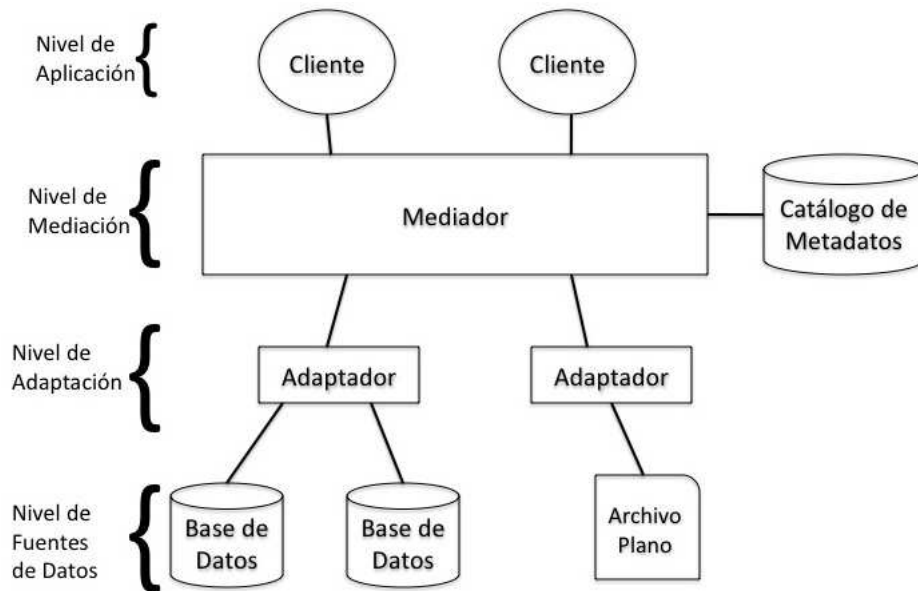 Nivel de
Aplicación
Cliente
Cliente
Nivel de
Mediación
Mediador
Catálogo de
Metadatos
Nivel de
Adaptación
Adaptador
Adaptador
Nivel de
Fuentes
de Datos
Base de
Datos
Base de
Datos
Archivo
Plano